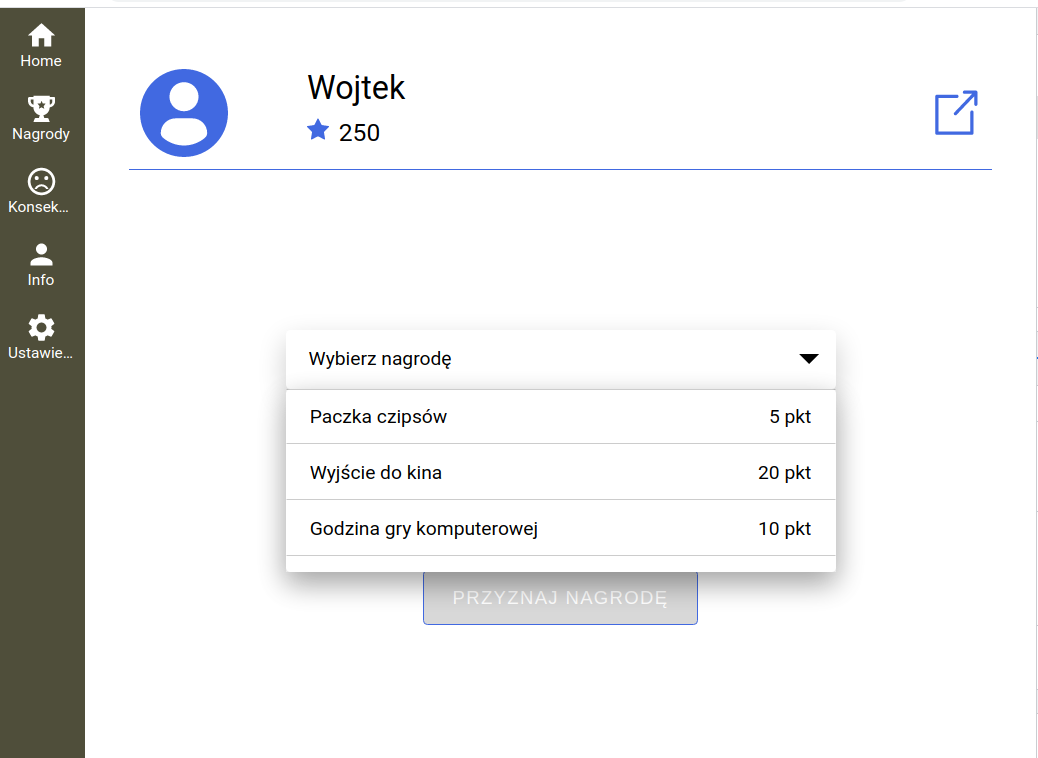 Home
Nagrody
Konsek...
Info
Ustawie...
Wojtek
250
Wybierz nagrodę
Paczka czipsów 5 pkt
Wyjście do kina 20 pkt
Godzina gry komputerowej 10 pkt
PRZYZNAJ NAGRODĘ